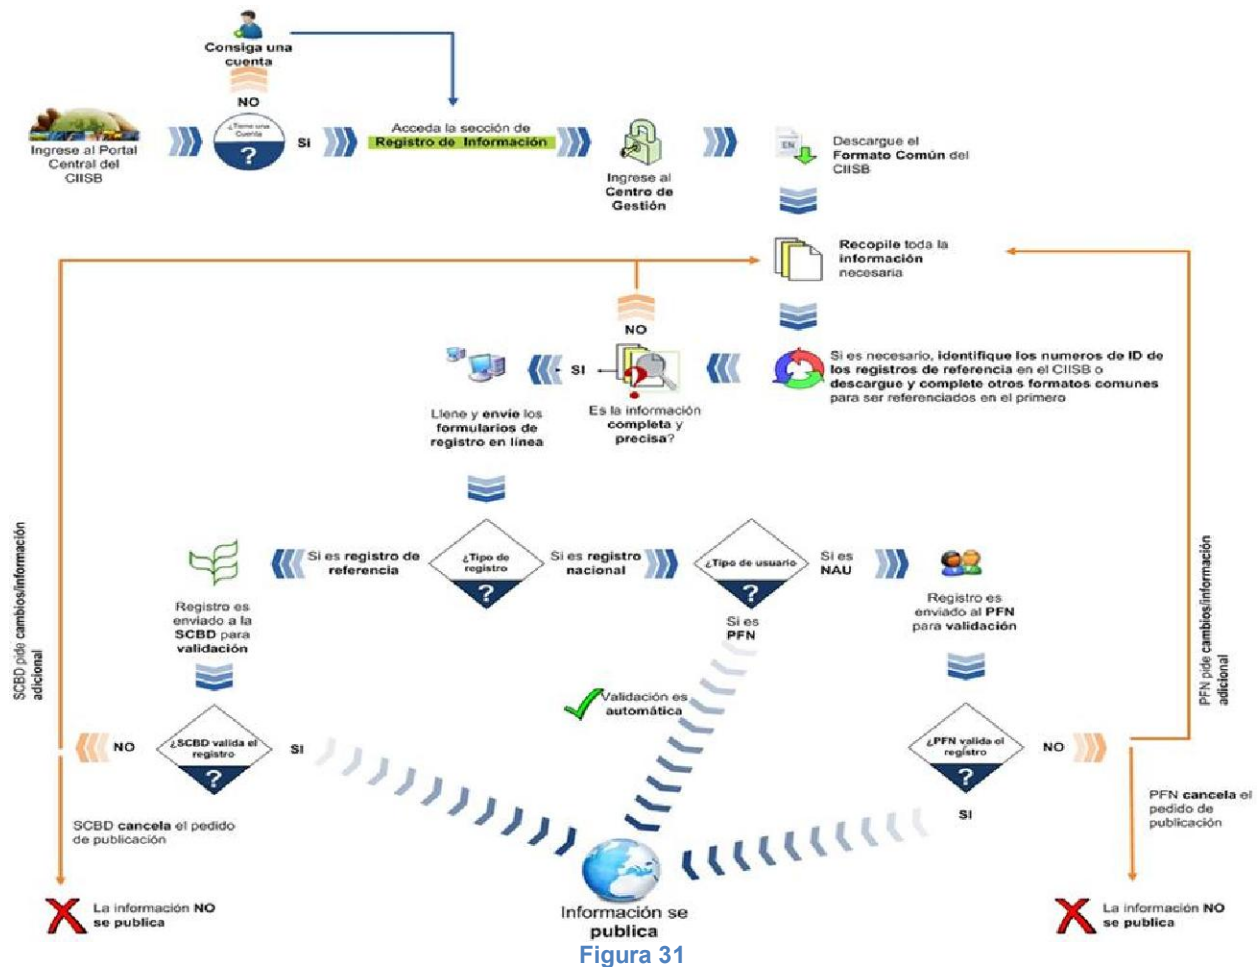 Consiga una
cuenta
NO
¿Tiene una
Cuenta
?
Ingrese al Portal
Central del
CIISB
Si
Acceda la sección de
Registro de Información
Ingrese al
Centro de
Gestión
EN
Descargue el
Formato Común del
CIISB
Recopile toda la
información
necesaria
Si es necesario, identifique los numeros de ID de
los registros de referencia en el CIISB o
descargue y complete otros formatos comunes
para ser referenciados en el primero
NO
?
Es la información
completa y
precisa?
SI
Llene y envíe los
formularios de
registro en línea
¿Tipo de
registro
?
Si es registro de
referencia
Si es registro
nacional
¿Tipo de usuario
?
Si es
NAU
Si es
PFN
Registro es
enviado a la
SCBD para
validación
Registro es
enviado al PFN
para validación
Validación es
automática
SCBD pide cambios/información
adicional
PFN pide cambios/información
adicional
NO
¿SCBD valida el
registro
?
SI
¿PFN valida el
registro
?
NO
SI
SCBD cancela el pedido
de publicación
PFN cancela el
pedido de
publicación
La información NO
se publica
Información se
publica
La información NO
se publica
Figura 31